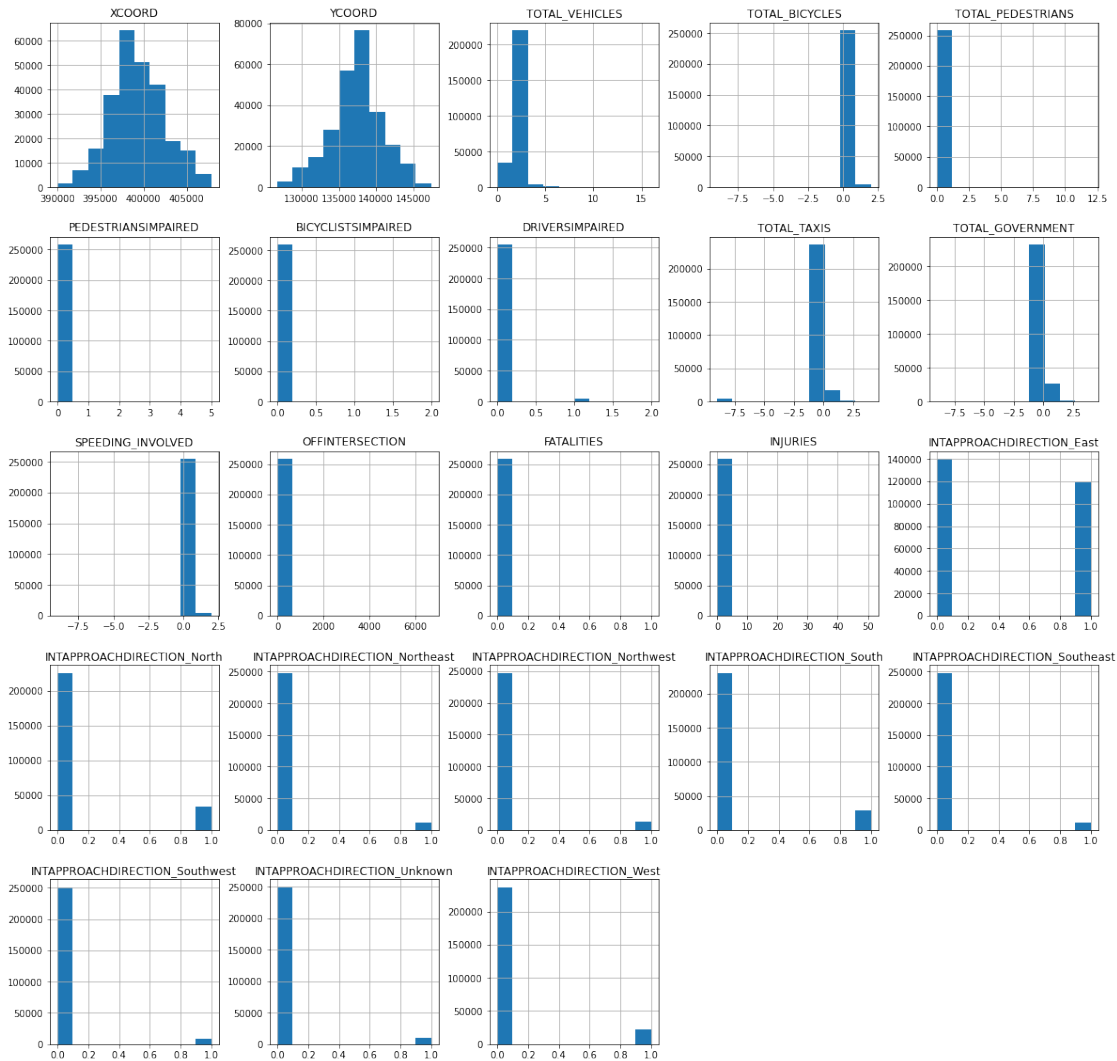 XCOORD YCOORD TOTAL_VEHICLES TOTAL_BICYCLES TOTAL_PEDESTRIANS
60000 50000 40000 30000 20000 10000 0
390000 395000 400000 405000
80000 60000 40000 20000 0
130000 135000 140000 145000
200000 150000 100000 50000 0
0 5 10 15
250000 200000 150000 100000 50000 0
−7.5 −5.0 −2.5 0.0 2.5
250000 200000 150000 100000 50000 0
0.0 2.5 5.0 7.5 10.0 12.5
PEDESTRIANSIMPAIRED BICYCLISTSIMPAIRED DRIVERSIMPAIRED TOTAL_TAXIS TOTAL_GOVERNMENT
250000 200000 150000 100000 50000 0
0 1 2 3 4 5
250000 200000 150000 100000 50000 0
0.0 0.5 1.0 1.5 2.0
250000 200000 150000 100000 50000 0
0.0 0.5 1.0 1.5 2.0
200000 150000 100000 50000 0
−7.5 −5.0 −2.5 0.0 2.5
200000 150000 100000 50000 0
−7.5 −5.0 −2.5 0.0 2.5
SPEEDING_INVOLVED OFFINTERSECTION FATALITIES INJURIES INTAPPROACHDIRECTION_East
250000 200000 150000 100000 50000 0
−7.5 −5.0 −2.5 0.0 2.5
250000 200000 150000 100000 50000 0
0 2000 4000 6000
250000 200000 150000 100000 50000 0
0.0 0.2 0.4 0.6 0.8 1.0
250000 200000 150000 100000 50000 0
0 10 20 30 40 50
140000 120000 100000 80000 60000 40000 20000 0
0.0 0.2 0.4 0.6 0.8 1.0
INTAPPROACHDIRECTION_North INTAPPROACHDIRECTION_Northeast INTAPPROACHDIRECTION_Northwest INTAPPROACHDIRECTION_South INTAPPROACHDIRECTION_Southeast
200000 150000 100000 50000 0
0.0 0.2 0.4 0.6 0.8 1.0
250000 200000 150000 100000 50000 0
0.0 0.2 0.4 0.6 0.8 1.0
250000 200000 150000 100000 50000 0
0.0 0.2 0.4 0.6 0.8 1.0
200000 150000 100000 50000 0
0.0 0.2 0.4 0.6 0.8 1.0
250000 200000 150000 100000 50000 0
0.0 0.2 0.4 0.6 0.8 1.0
INTAPPROACHDIRECTION_Southwest INTAPPROACHDIRECTION_Unknown INTAPPROACHDIRECTION_West
250000 200000 150000 100000 50000 0
0.0 0.2 0.4 0.6 0.8 1.0
250000 200000 150000 100000 50000 0
0.0 0.2 0.4 0.6 0.8 1.0
200000 150000 100000 50000 0
0.0 0.2 0.4 0.6 0.8 1.0